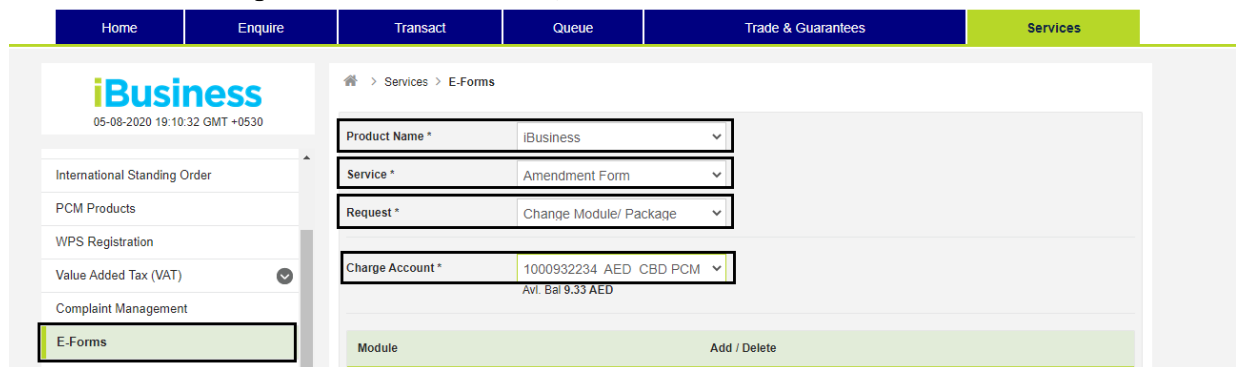 Home Enquire Transact Queue Trade & Guarantees Services
iBusiness
05-08-2020 19:10:32 GMT +0530
International Standing Order
PCM Products
WPS Registration
Value Added Tax (VAT)
Complaint Management
E-Forms
> Services > E-Forms
Product Name * iBusiness
Service * Amendment Form
Request * Change Module/ Package
Charge Account * 1000932234 AED CBD PCM
Avl. Bal 9.33 AED
Module Add / Delete